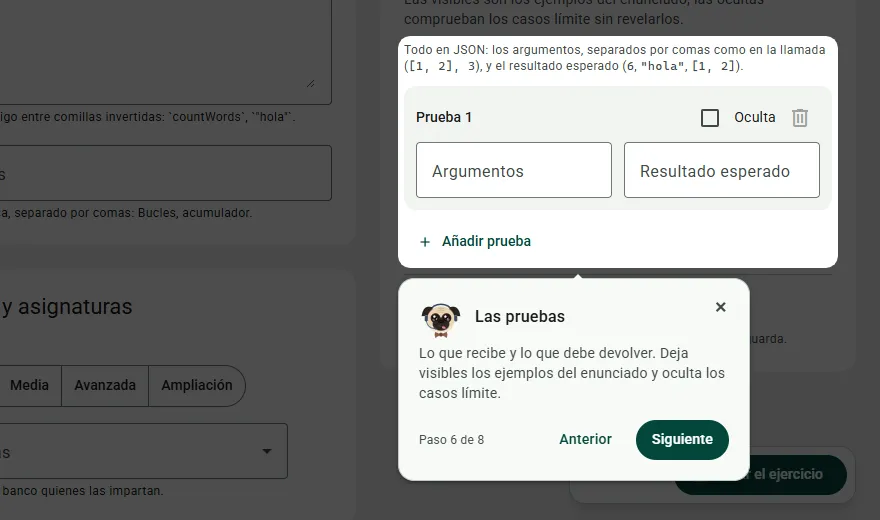 Las visibles son los ejemplos del enunciado, las ocultas
comprueban los casos límite sin revelarlos.
Todo en JSON: los argumentos, separados por comas como en la llamada
([1, 2], 3), y el resultado esperado (6, "hola", [1, 2]).
igo entre comillas invertidas: `countWords`, `"hola"`.
Prueba 1
Oculta
Argumentos
Resultado esperado
s
a, separado por comas: Bucles, acumulador.
+ Añadir prueba
y asignaturas
Las pruebas
×
Lo que recibe y lo que debe devolver. Deja
visibles los ejemplos del enunciado y oculta los
casos límite.
uarda.
Media
Avanzada
Ampliación
Paso 6 de 8
Anterior
Siguiente
as
banco quienes las impartan.
r el ejercicio